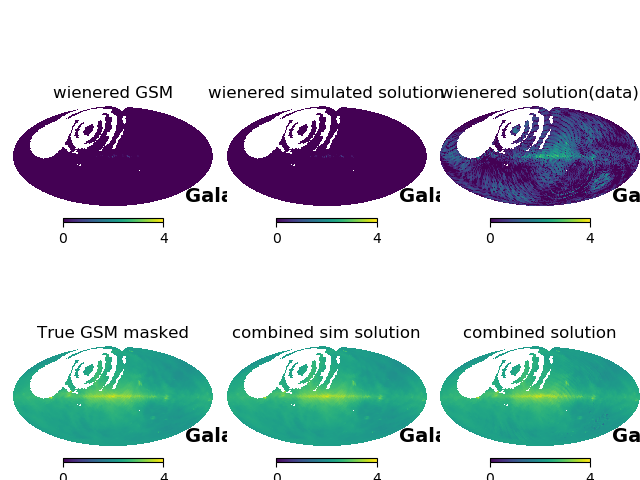 wienered GSM
wienered simulated solution
wienered solution(data)
Gala
Gala
Ga
0 4
0 4
0 4
True GSM masked
combined sim solution
combined solution
Gala
Gala
Ga
0 4
0 4
0 4